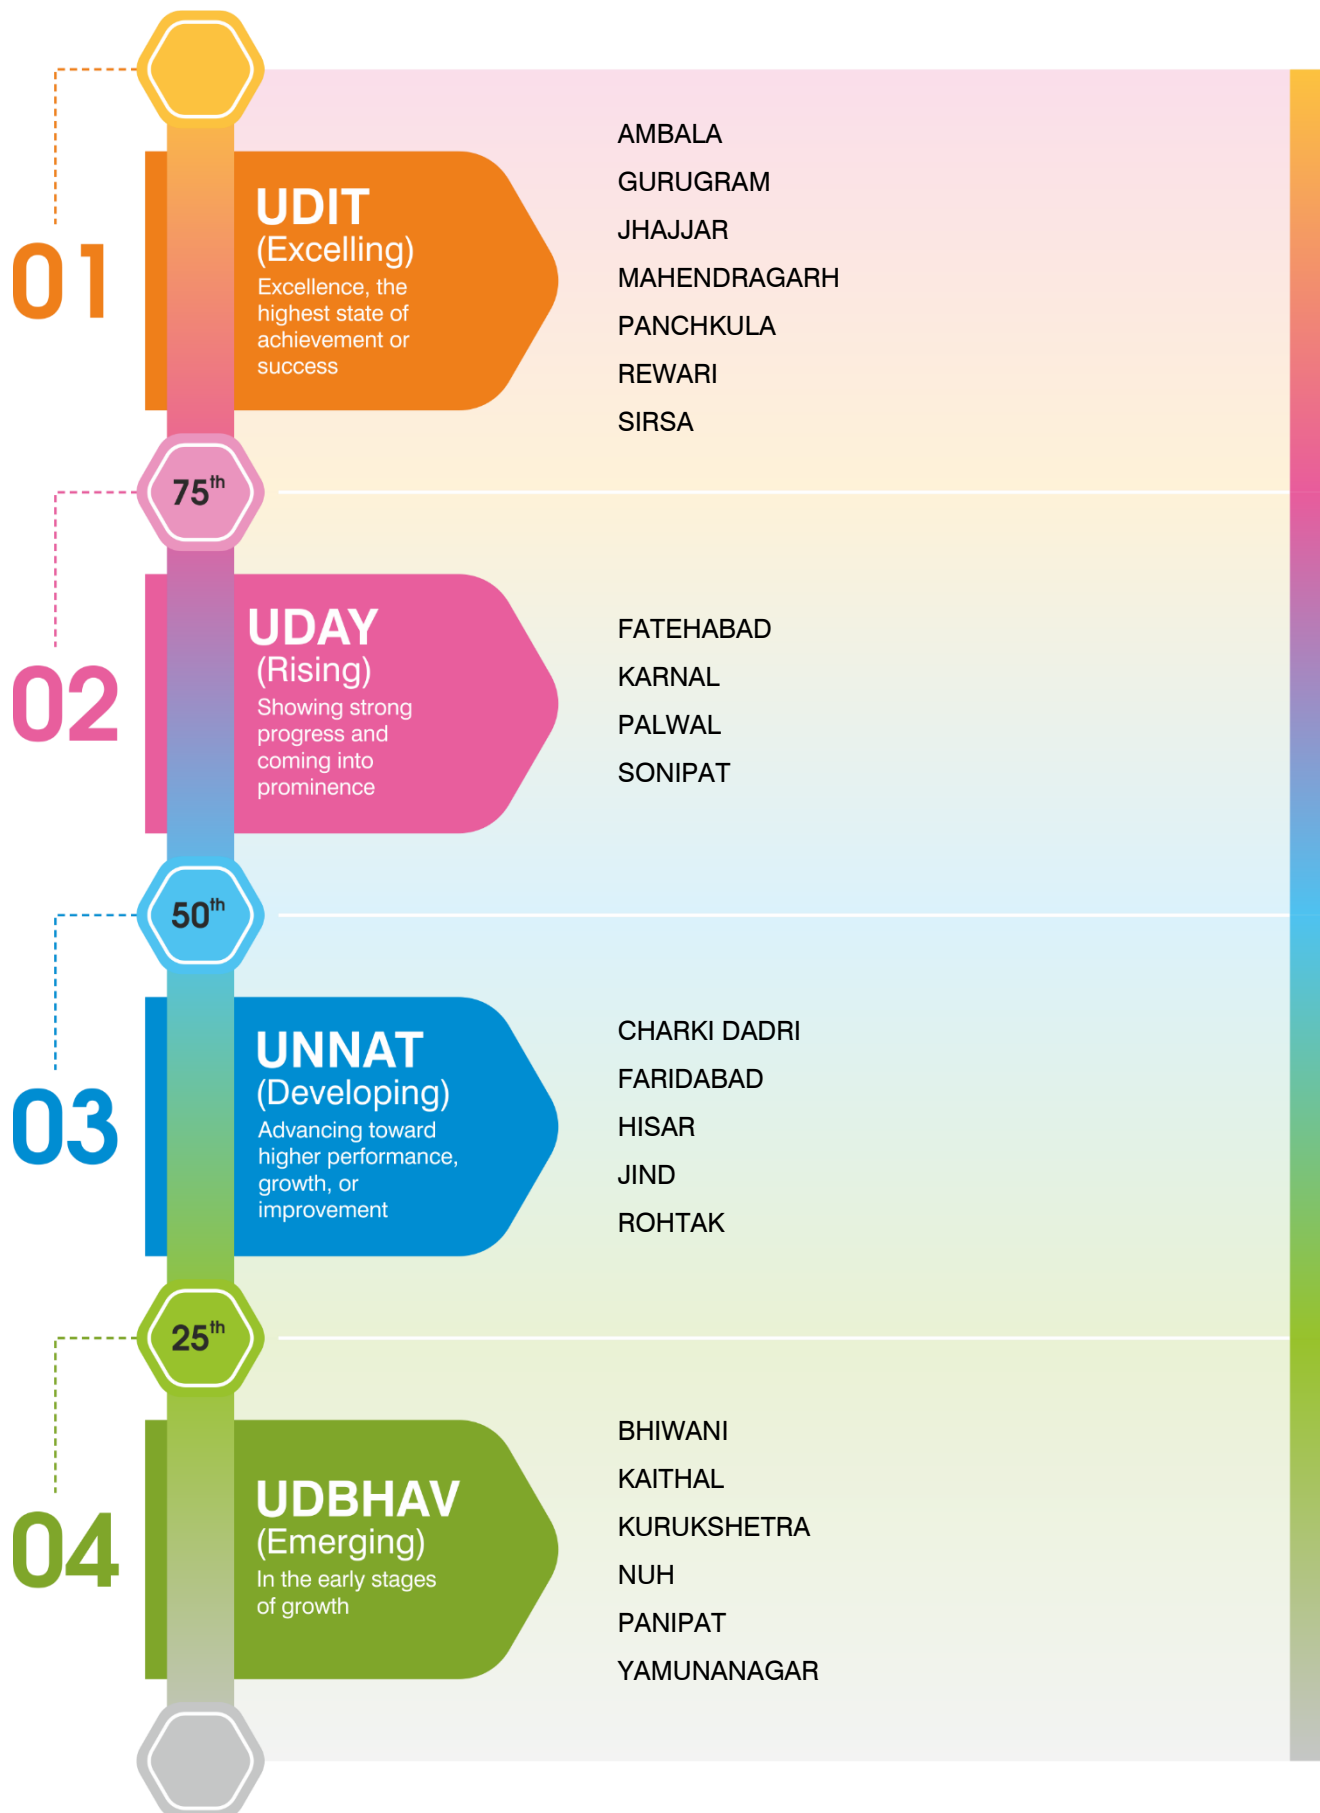 01
UDIT
(Excelling)
Excellence, the
highest state of
achievement or
success
AMBALA
GURUGRAM
JHAJJAR
MAHENDRAGARH
PANCHKULA
REWARI
SIRSA
75th
02
UDAY
(Rising)
Showing strong
progress and
coming into
prominence
FATEHABAD
KARNAL
PALWAL
SONIPAT
50th
03
UNNAT
(Developing)
Advancing toward
higher performance,
growth, or
improvement
CHARKI DADRI
FARIDABAD
HISAR
JIND
ROHTAK
25th
04
UDBHAV
(Emerging)
In the early stages
of growth
BHIWANI
KAITHAL
KURUKSHETRA
NUH
PANIPAT
YAMUNANAGAR